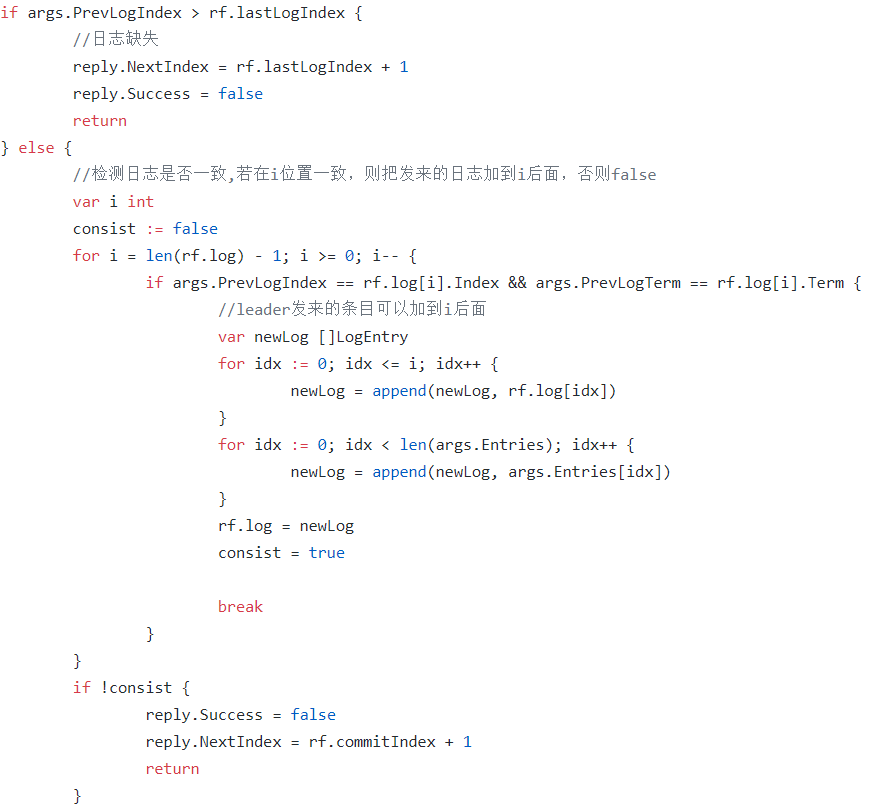 if args.PrevLogIndex > rf.lastLogIndex {
        //日志缺失
        reply.NextIndex = rf.lastLogIndex + 1
        reply.Success = false
        return
} else {
        //检测日志是否一致,若在i位置一致，则把发来的日志加到i后面，否则false
        var i int
        consist := false
        for i = len(rf.log) - 1; i >= 0; i-- {
                if args.PrevLogIndex == rf.log[i].Index && args.PrevLogTerm == rf.log[i].Term {
                        //leader发来的条目可以加到i后面
                        var newLog []LogEntry
                        for idx := 0; idx <= i; idx++ {
                                newLog = append(newLog, rf.log[idx])
                        }
                        for idx := 0; idx < len(args.Entries); idx++ {
                                newLog = append(newLog, args.Entries[idx])
                        }
                        rf.log = newLog
                        consist = true

                        break
                }
        }
        if !consist {
                reply.Success = false
                reply.NextIndex = rf.commitIndex + 1
                return
        }